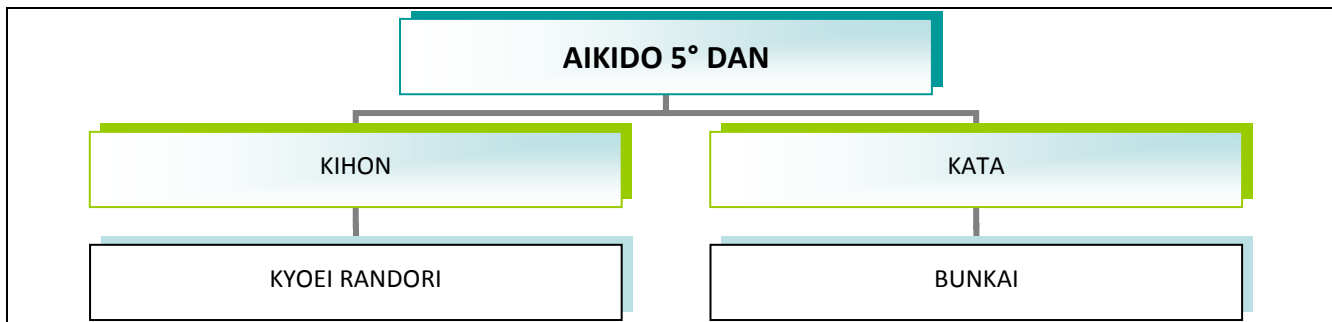 AIKIDO 5° DAN
KIHON
KATA
KYOEI RANDORI
BUNKAI